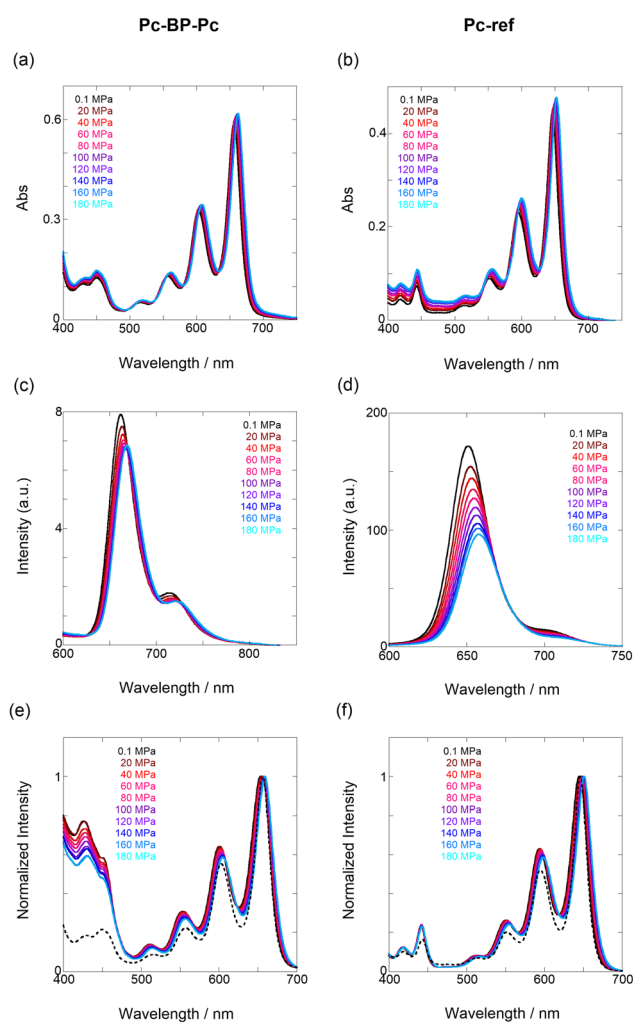 Pc-BP-Pc
Pc-ref
(a)
(b)
0.1 MPa
20 MPa
40 MPa
60 MPa
80 MPa
100 MPa
120 MPa
140 MPa
160 MPa
180 MPa
0.6
0.3
0
Abs
400
500
600
700
Wavelength / nm
0.1 MPa
20 MPa
40 MPa
60 MPa
80 MPa
100 MPa
120 MPa
140 MPa
160 MPa
180 MPa
0.4
0.2
0
Abs
400
500
600
700
Wavelength / nm
(c)
(d)
8
4
0
Intensity (a.u.)
0.1 MPa
20 MPa
40 MPa
60 MPa
80 MPa
100 MPa
120 MPa
140 MPa
160 MPa
180 MPa
600
700
800
Wavelength / nm
200
100
0
Intensity (a.u.)
0.1 MPa
20 MPa
40 MPa
60 MPa
80 MPa
100 MPa
120 MPa
140 MPa
160 MPa
180 MPa
600
650
700
750
Wavelength / nm
(e)
(f)
1
0
Normalized Intensity
0.1 MPa
20 MPa
40 MPa
60 MPa
80 MPa
100 MPa
120 MPa
140 MPa
160 MPa
180 MPa
400
500
600
700
Wavelength / nm
1
0
Normalized Intensity
0.1 MPa
20 MPa
40 MPa
60 MPa
80 MPa
100 MPa
120 MPa
140 MPa
160 MPa
180 MPa
400
500
600
700
Wavelength / nm